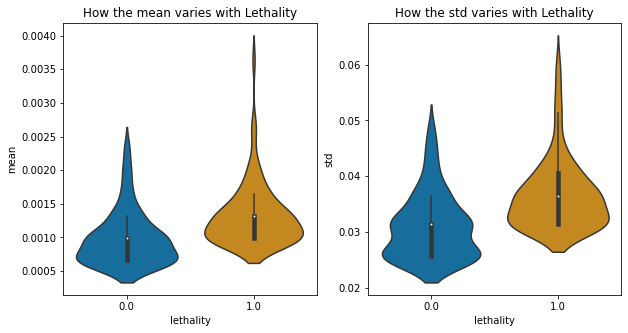 How the mean varies with Lethality
mean
0.0040
0.0035
0.0030
0.0025
0.0020
0.0015
0.0010
0.0005
0.0
1.0
lethality
How the std varies with Lethality
std
0.06
0.05
0.04
0.03
0.02
0.0
1.0
lethality